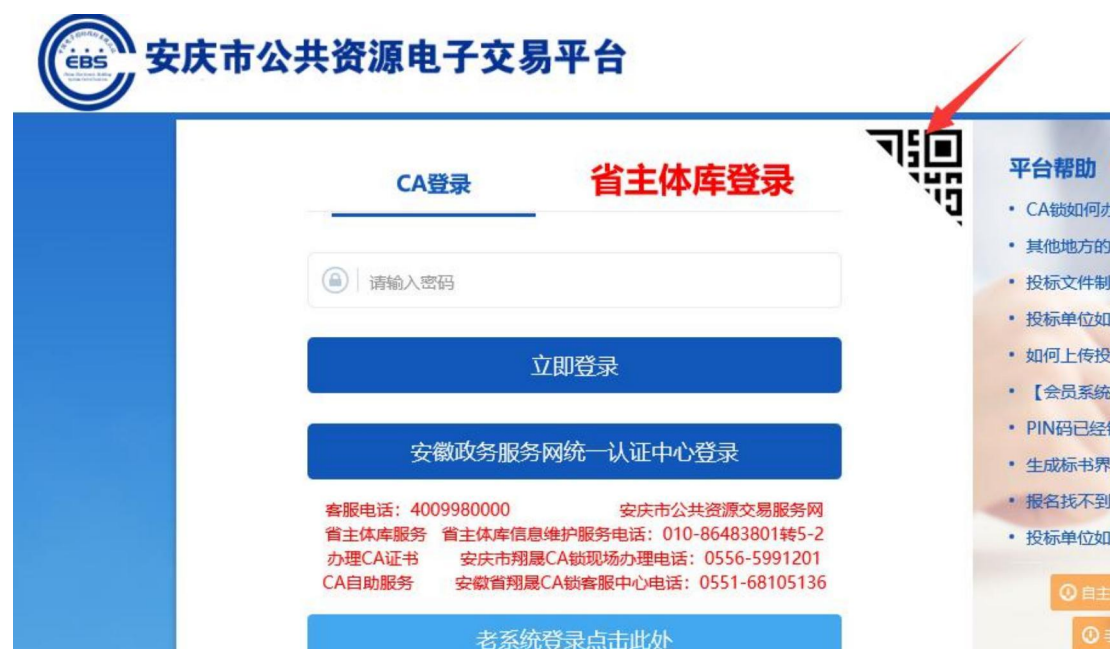 EBS
安庆市公共资源电子交易平台
CA登录
省主体库登录
请输入密码
立即登录
安徽政务服务网统一认证中心登录
客服电话：4009980000 安庆市公共资源交易服务网
省主体库服务 省主体库信息维护服务电话：010-86483801转5-2
办理CA证书 安庆市翔晟CA锁现场办理电话：0556-5991201
CA自助服务 安徽省翔晟CA锁客服中心电话：0551-68105136
老系统登录点击此处
平台帮助
• CA锁如何办
• 其他地方的
• 投标文件制
• 投标单位如
• 如何上传投
• 【会员系统
• PIN码已经
• 生成标书界
• 报名找不到
• 投标单位如
自主